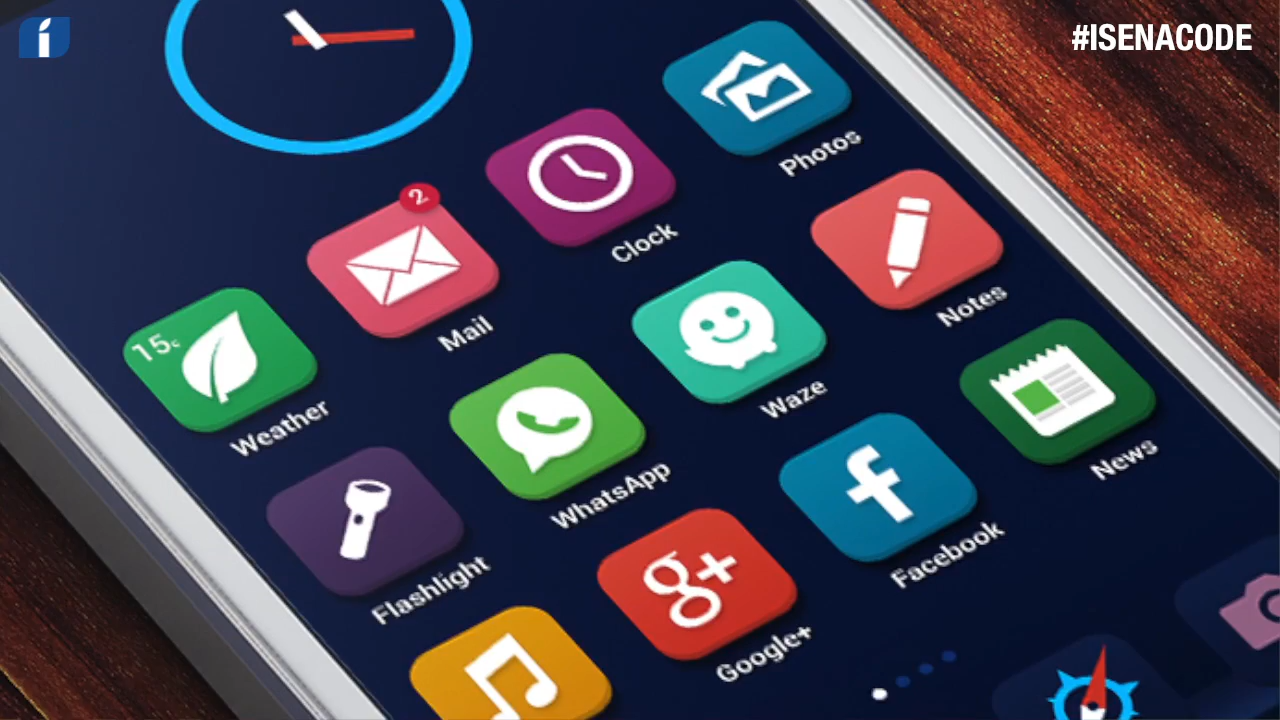 i
#ISENACODE
Photos
Clock
2
Mail
15c
Weather
Notes
Waze
WhatsApp
Flashlight
News
Facebook
g+
Google+